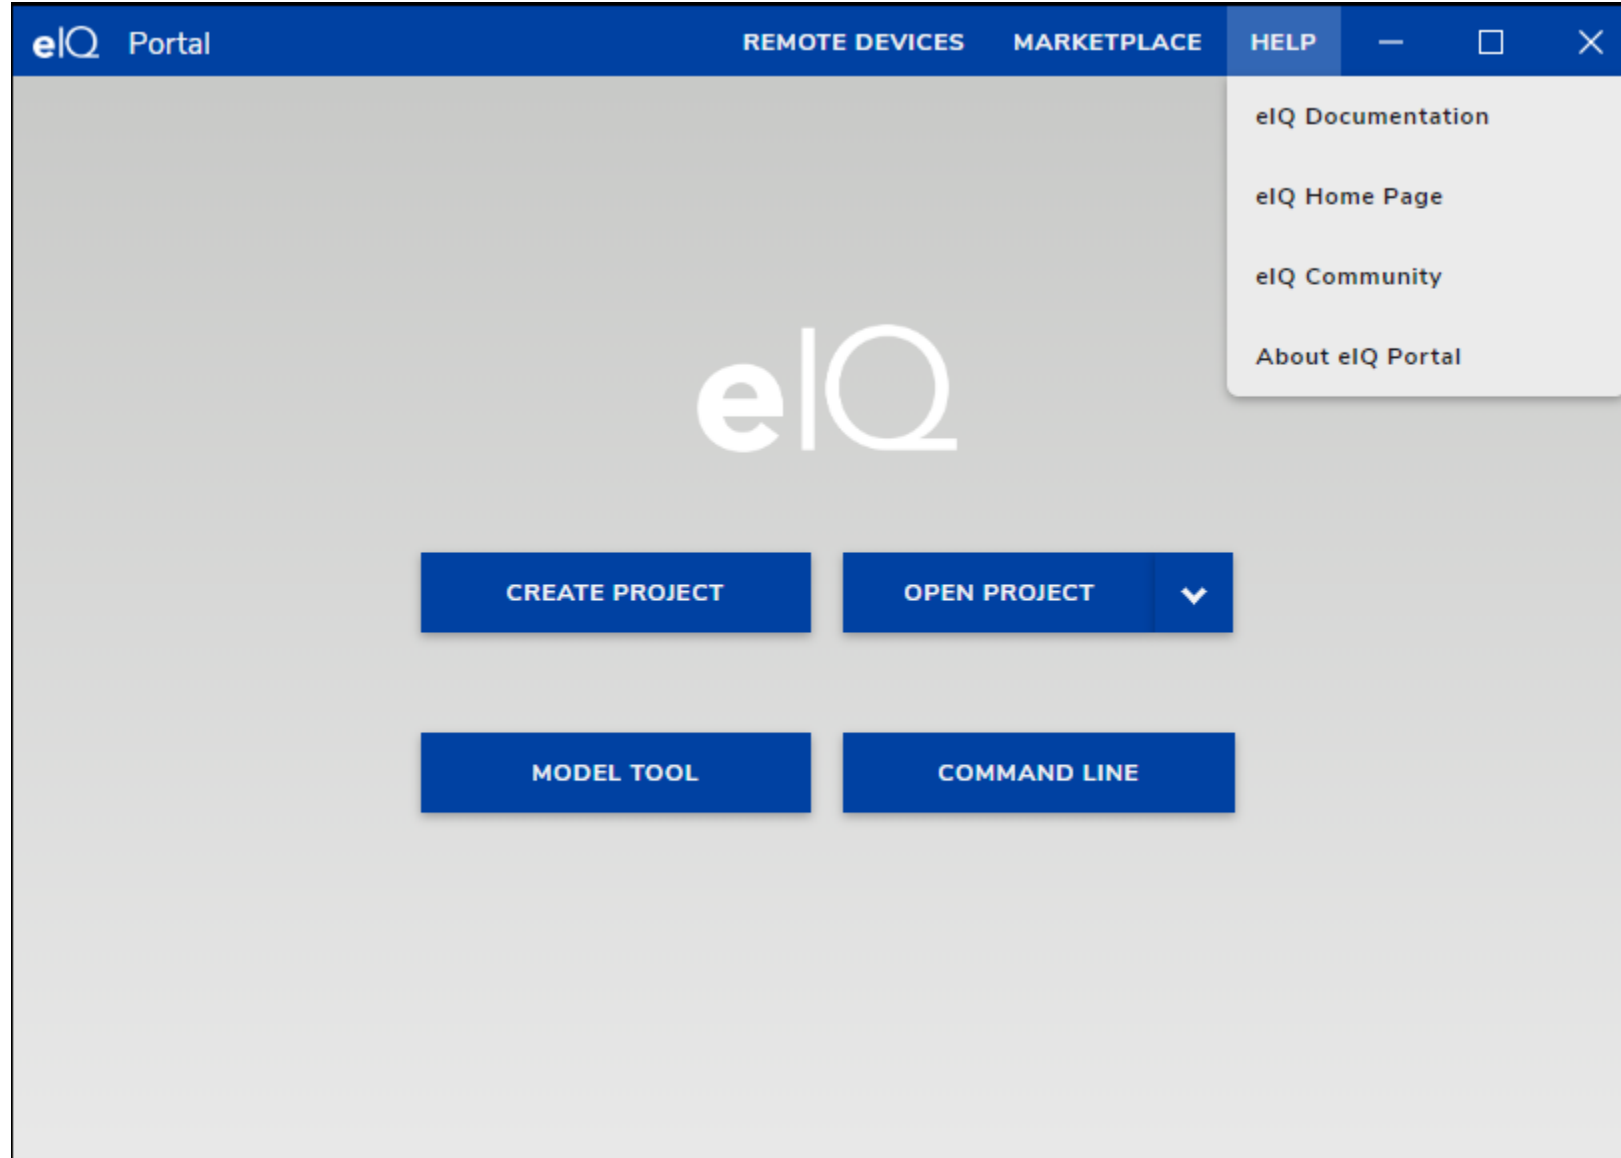 eIQ Portal REMOTE DEVICES MARKETPLACE HELP
eIQ Documentation
eIQ Home Page
eIQ Community
About eIQ Portal
eIQ
CREATE PROJECT OPEN PROJECT
MODEL TOOL COMMAND LINE